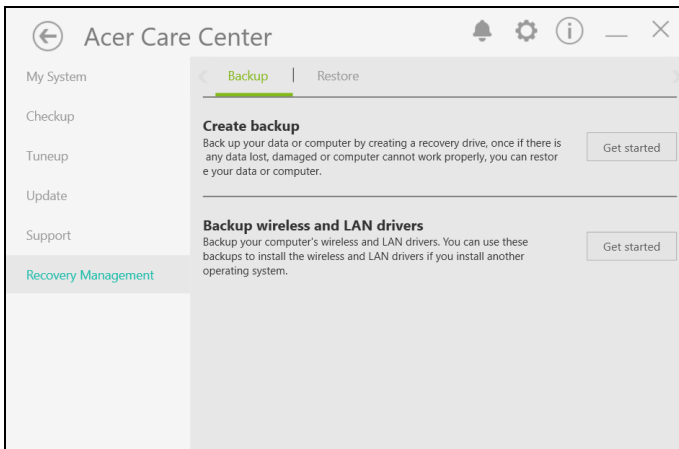 Acer Care Center
My System
Checkup
Tuneup
Update
Support
Recovery Management
Backup | Restore
Create backup
Back up your data or computer by creating a recovery drive, once if there is
any data lost, damaged or computer cannot work properly, you can restor
e your data or computer.
Get started
Backup wireless and LAN drivers
Backup your computer's wireless and LAN drivers. You can use these
backups to install the wireless and LAN drivers if you install another
operating system.
Get started